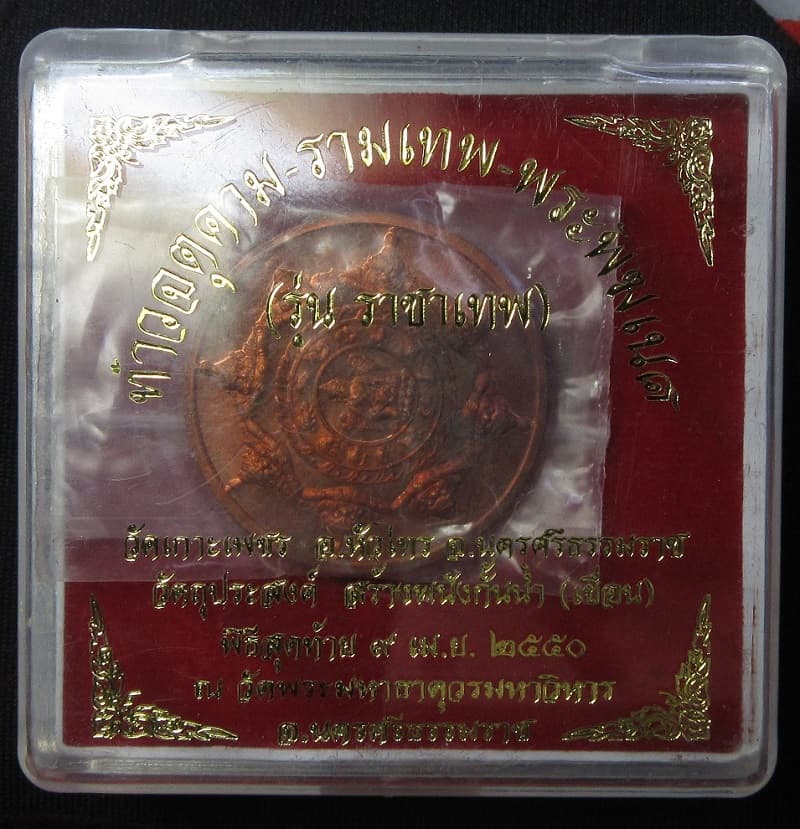 ท้าวจตุคาม-รามเทพ-พระพิฆเนศ
(รุ่น ราชาเทพ)
วัดเกาะเพชร อ.หัวไทร จ.นครศรีธรรมราช
วัตถุประสงค์ สร้างพนังกั้นน้ำ (เขื่อน)
พิธีสุดท้าย ๙ เม.ย. ๒๕๕๐
ณ วัดพระมหาธาตุวรมหาวิหาร
จ.นครศรีธรรมราช